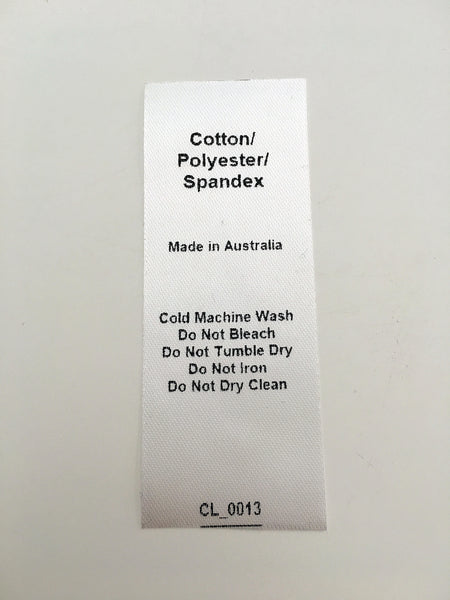 Cotton/
Polyester/
Spandex
Made in Australia
Cold Machine Wash
Do Not Bleach
Do Not Tumble Dry
Do Not Iron
Do Not Dry Clean
CL_0013